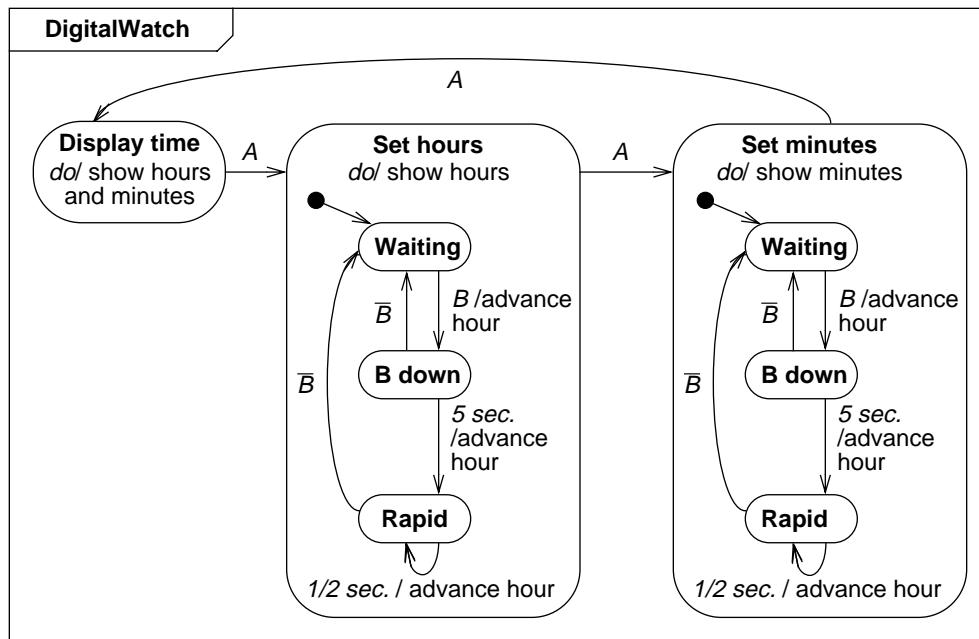 DigitalWatch
A
Display time
do/ show hours
and minutes
A
Set hours
do/ show hours
Waiting
B̅
B /advance
hour
B̅
B down
5 sec.
/advance
hour
Rapid
1/2 sec. / advance hour
A
Set minutes
do/ show minutes
Waiting
B̅
B /advance
hour
B̅
B down
5 sec.
/advance
hour
Rapid
1/2 sec. / advance hour